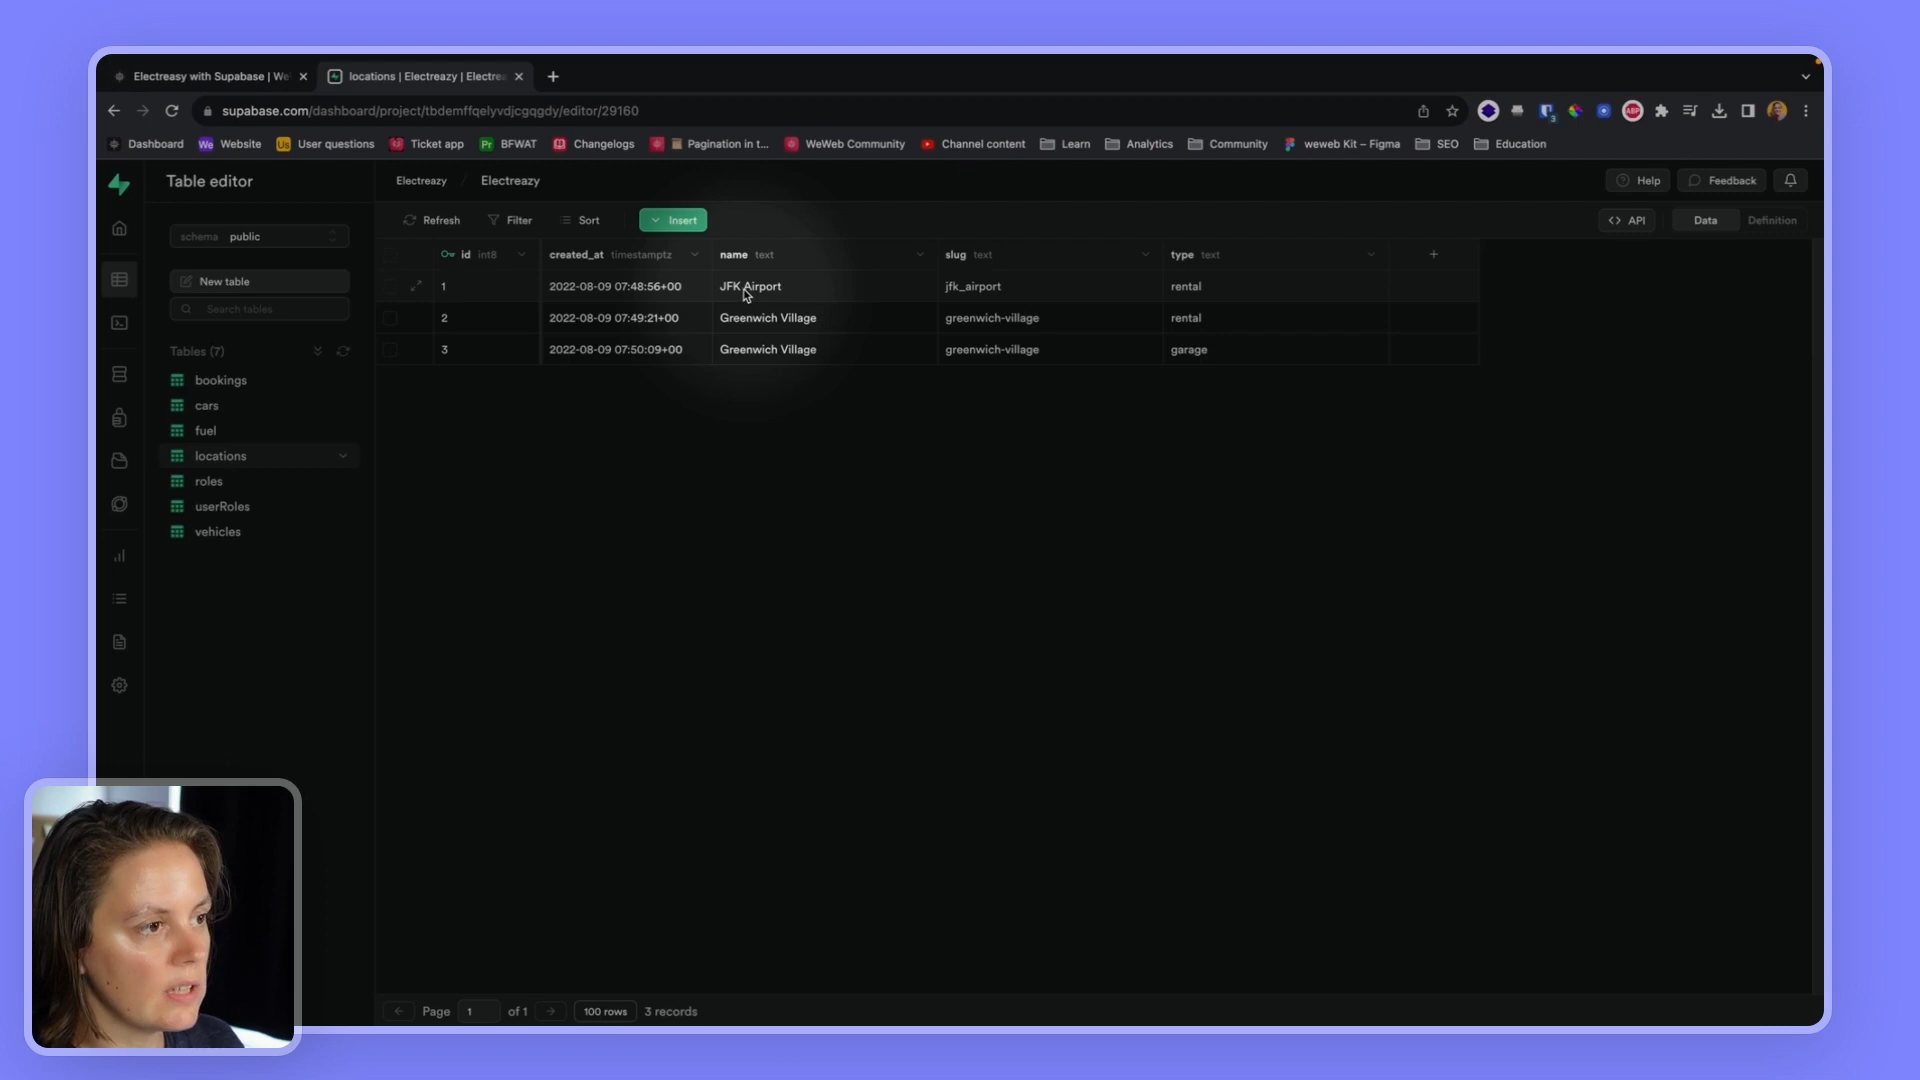 Electreasy with Supabase | We
locations | Electreazy | Electrea
supabase.com/dashboard/project/tbdemffqelyvdjcgqgdy/editor/29160
3
ABP
Dashboard
We Website
Us User questions
Ticket app
Pr BFWAT
Changelogs
Pagination in t...
WeWeb Community
Channel content
Learn
Analytics
Community
weweb Kit – Figma
SEO
Education
Table editor
Electreazy / Electreazy
Help
Feedback
Refresh
Filter
Sort
Insert
API
Data
Definition
schema public
New table
Search tables
Tables (7)
bookings
cars
fuel
locations
roles
userRoles
vehicles
id int8 created_at timestamptz name text slug text type text +
1 2022-08-09 07:48:56+00 JFK Airport jfk_airport rental
2 2022-08-09 07:49:21+00 Greenwich Village greenwich-village rental
3 2022-08-09 07:50:09+00 Greenwich Village greenwich-village garage
Page 1 of 1 100 rows 3 records